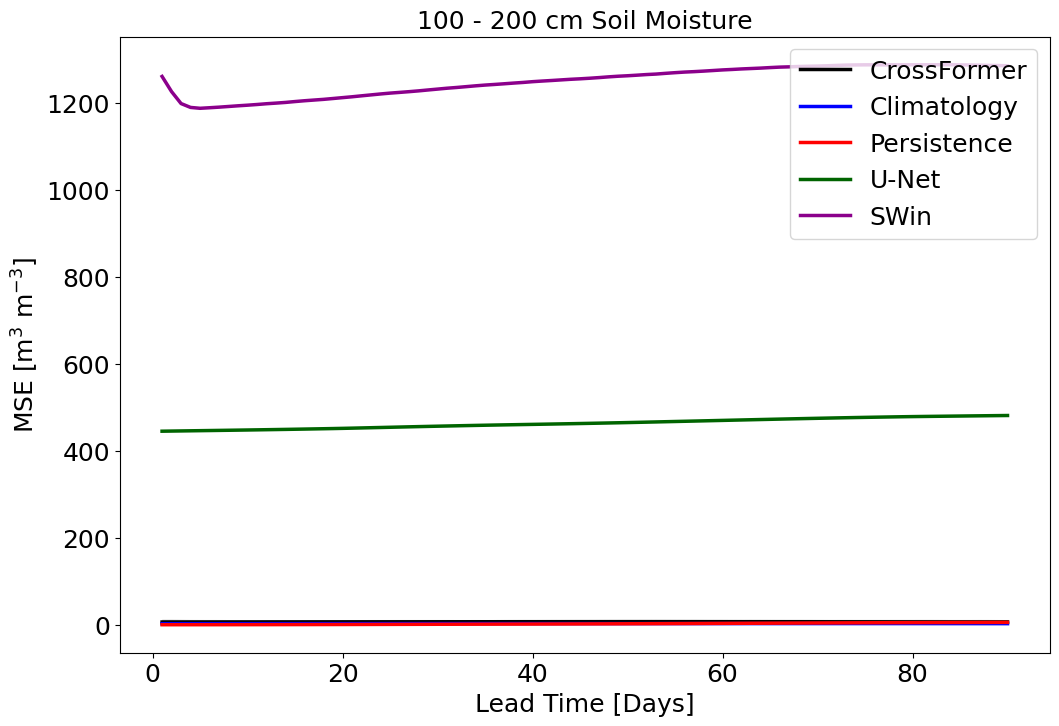 100 - 200 cm Soil Moisture
MSE [m³ m⁻³]
1200
1000
800
600
400
200
0
0 20 40 60 80
Lead Time [Days]
CrossFormer
Climatology
Persistence
U-Net
SWin